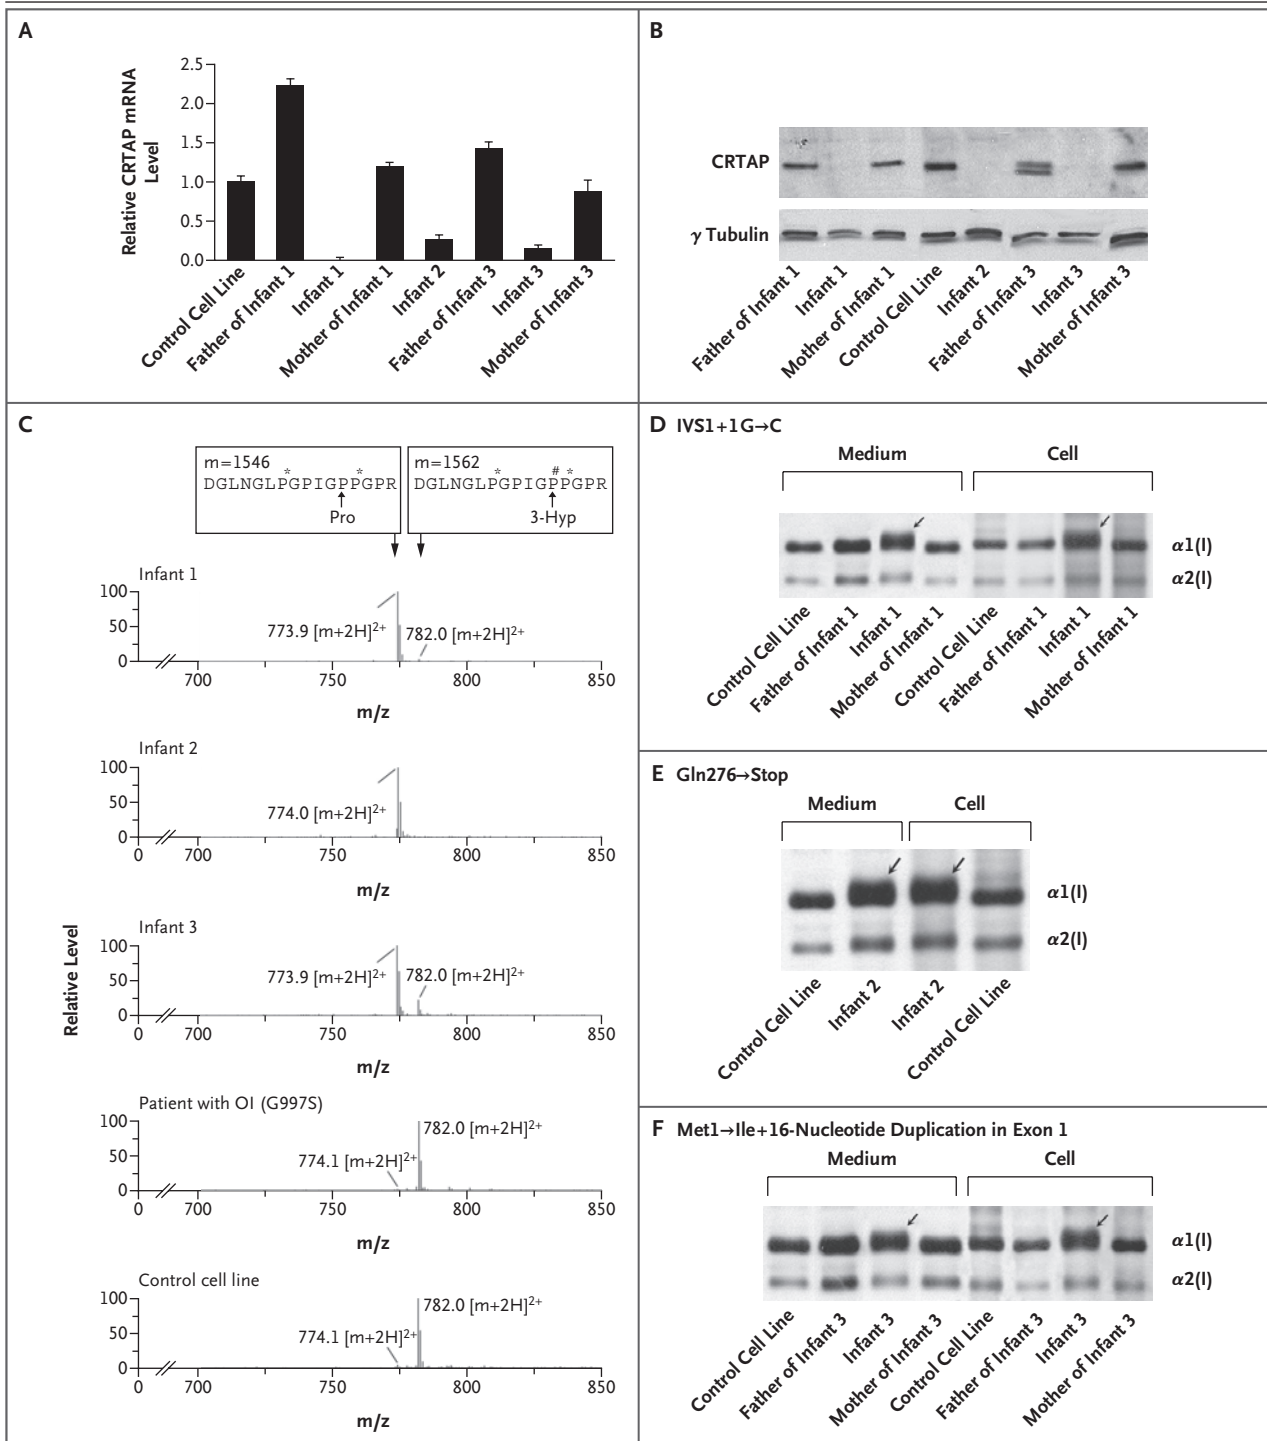 A
Relative CRTAP mRNA
Level
2.5
2.0
1.5
1.0
0.5
0.0
Control Cell Line
Father of Infant 1
Infant 1
Mother of Infant 1
Infant 2
Father of Infant 3
Infant 3
Mother of Infant 3
B
CRTAP
γ Tubulin
Father of Infant 1
Infant 1
Mother of Infant 1
Control Cell Line
Infant 2
Father of Infant 3
Infant 3
Mother of Infant 3
C
m=1546
* *
DGLNGLPGPIGPPGPR
Pro
m=1562
* # *
DGLNGLPGPIGPPGPR
3-Hyp
Relative Level
Infant 1
100
50
0
773.9 [m+2H]²⁺
782.0 [m+2H]²⁺
0 700 750 800 850
m/z
Infant 2
100
50
0
774.0 [m+2H]²⁺
0 700 750 800 850
m/z
Infant 3
100
50
0
773.9 [m+2H]²⁺
782.0 [m+2H]²⁺
0 700 750 800 850
m/z
Patient with OI (G997S)
100
50
0
782.0 [m+2H]²⁺
774.1 [m+2H]²⁺
0 700 750 800 850
m/z
Control cell line
100
50
0
782.0 [m+2H]²⁺
774.1 [m+2H]²⁺
0 700 750 800 850
m/z
D IVS1+1G→C
Medium Cell
α1(I)
α2(I)
Control Cell Line
Father of Infant 1
Infant 1
Mother of Infant 1
Control Cell Line
Father of Infant 1
Infant 1
Mother of Infant 1
E Gln276→Stop
Medium Cell
α1(I)
α2(I)
Control Cell Line
Infant 2
Infant 2
Control Cell Line
F Met1→Ile+16-Nucleotide Duplication in Exon 1
Medium Cell
α1(I)
α2(I)
Control Cell Line
Father of Infant 3
Infant 3
Mother of Infant 3
Control Cell Line
Father of Infant 3
Infant 3
Mother of Infant 3